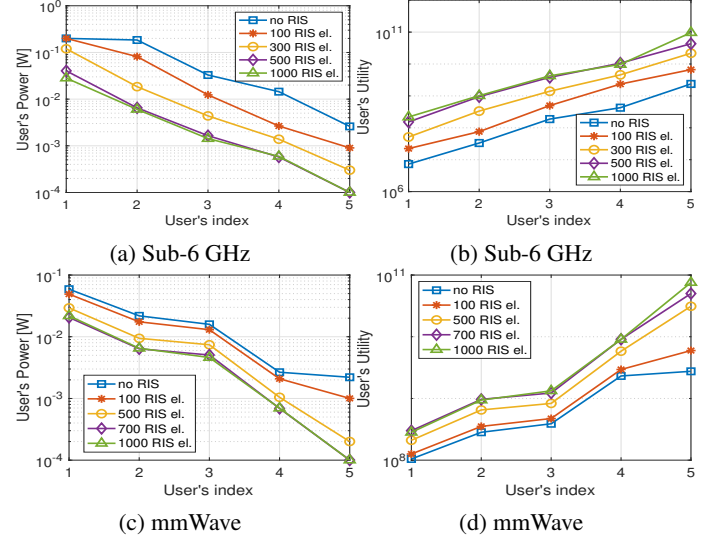 10^0
10^-1
10^-2
10^-3
10^-4
User's Power [W]
no RIS
100 RIS el.
300 RIS el.
500 RIS el.
1000 RIS el.
1 2 3 4 5
User's index
(a) Sub-6 GHz
10^11
10^6
User's Utility
no RIS
100 RIS el.
300 RIS el.
500 RIS el.
1000 RIS el.
1 2 3 4 5
User's index
(b) Sub-6 GHz
10^-1
10^-2
10^-3
10^-4
User's Power [W]
no RIS
100 RIS el.
500 RIS el.
700 RIS el.
1000 RIS el.
1 2 3 4 5
User's index
(c) mmWave
10^11
10^8
User's Utility
no RIS
100 RIS el.
500 RIS el.
700 RIS el.
1000 RIS el.
1 2 3 4 5
User's index
(d) mmWave